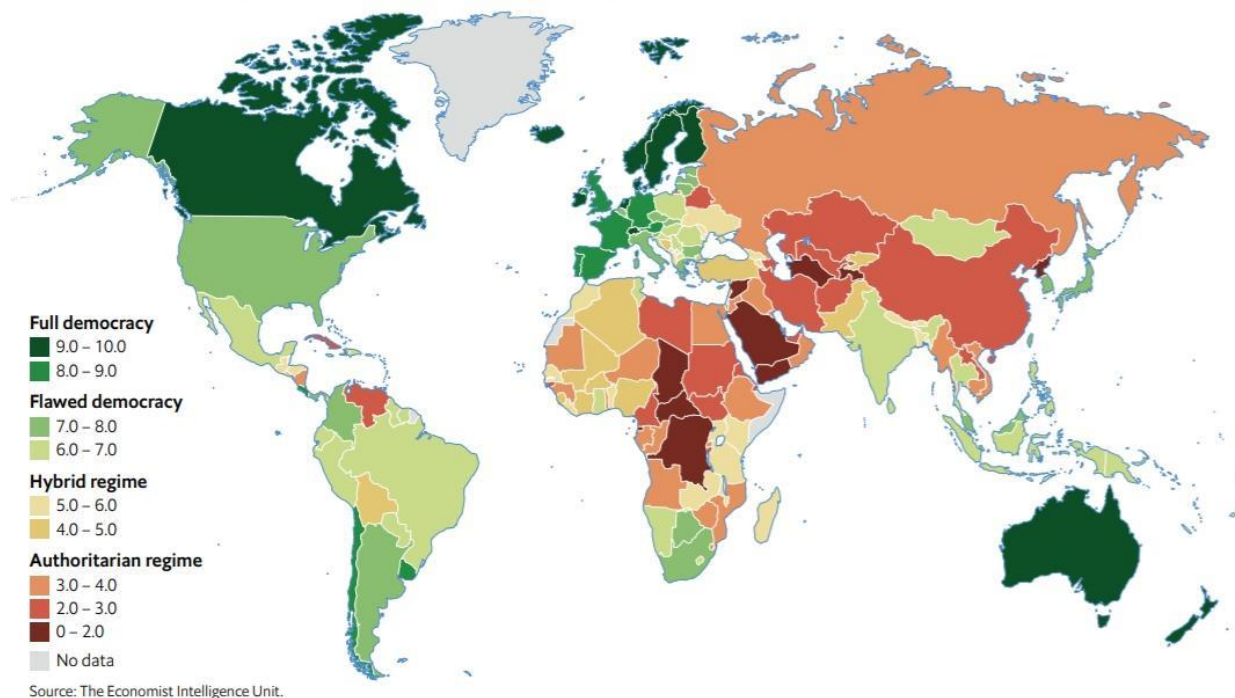 Full democracy
9.0 – 10.0
8.0 – 9.0
Flawed democracy
7.0 – 8.0
6.0 – 7.0
Hybrid regime
5.0 – 6.0
4.0 – 5.0
Authoritarian regime
3.0 – 4.0
2.0 – 3.0
0 – 2.0
No data
Source: The Economist Intelligence Unit.